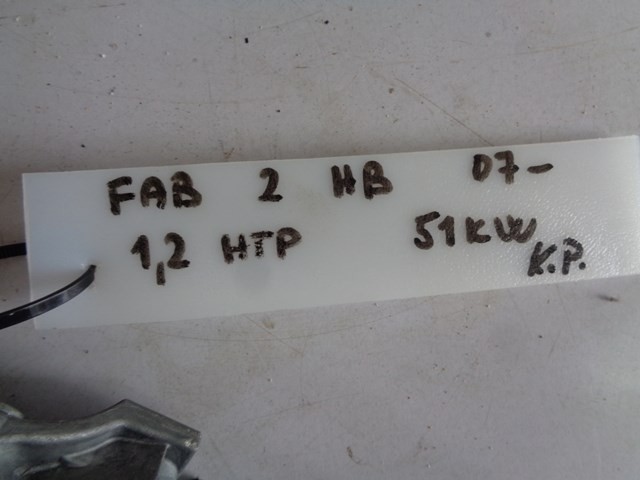 FAB 2 HB 07-
1,2 HTP 51KW
K.P.